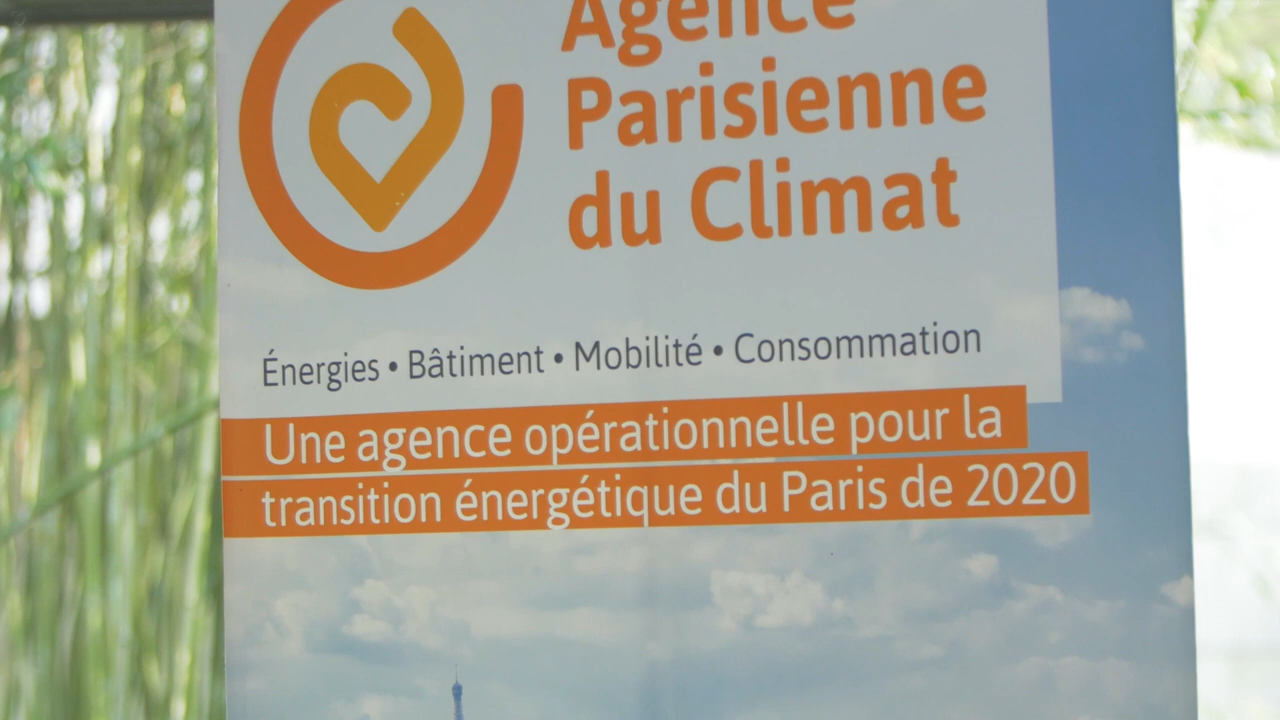 Agence
Parisienne
du Climat
Énergies • Bâtiment • Mobilité • Consommation
Une agence opérationnelle pour la
transition énergétique du Paris de 2020